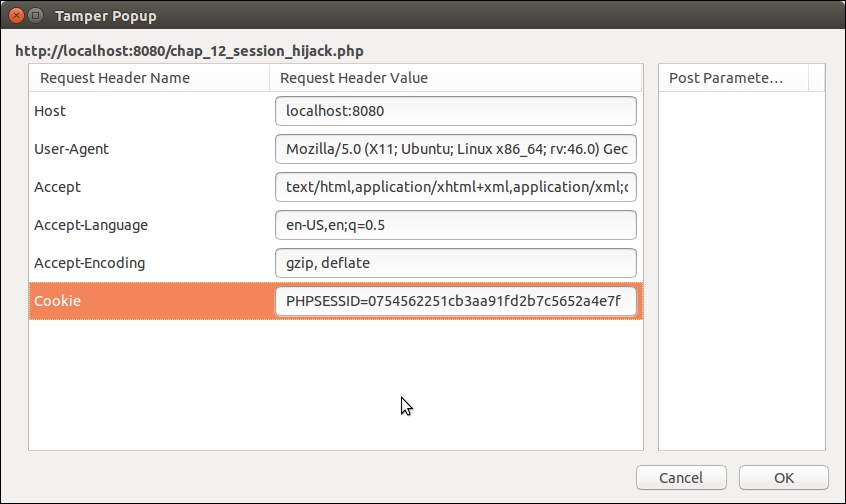 Tamper Popup
http://localhost:8080/chap_12_session_hijack.php
Request Header Name Request Header Value Post Paramete...
Host localhost:8080
User-Agent Mozilla/5.0 (X11; Ubuntu; Linux x86_64; rv:46.0) Gec
Accept text/html,application/xhtml+xml,application/xml;c
Accept-Language en-US,en;q=0.5
Accept-Encoding gzip, deflate
Cookie PHPSESSID=0754562251cb3aa91fd2b7c5652a4e7f
Cancel OK